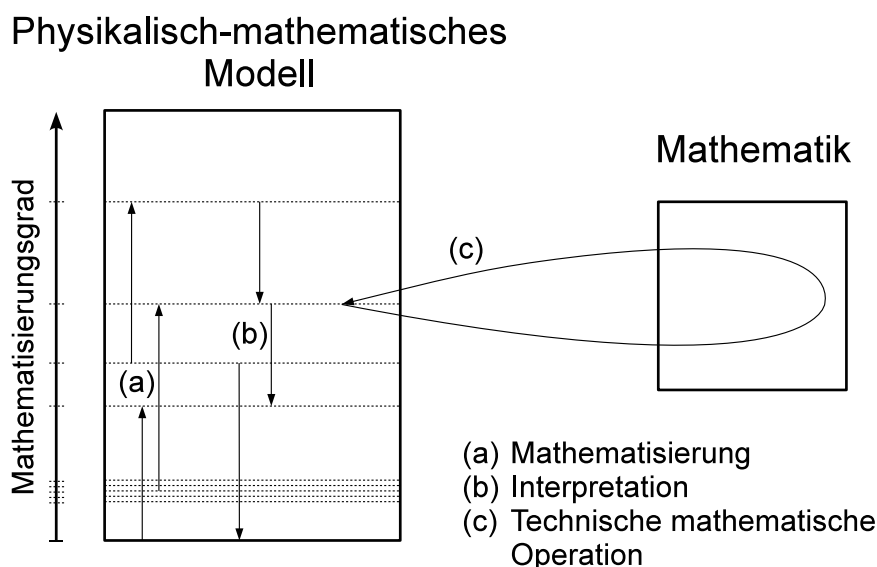 Physikalisch-mathematisches
Modell
Mathematik
Mathematisierungsgrad
(a)
(b)
(c)
(a) Mathematisierung
(b) Interpretation
(c) Technische mathematische
Operation